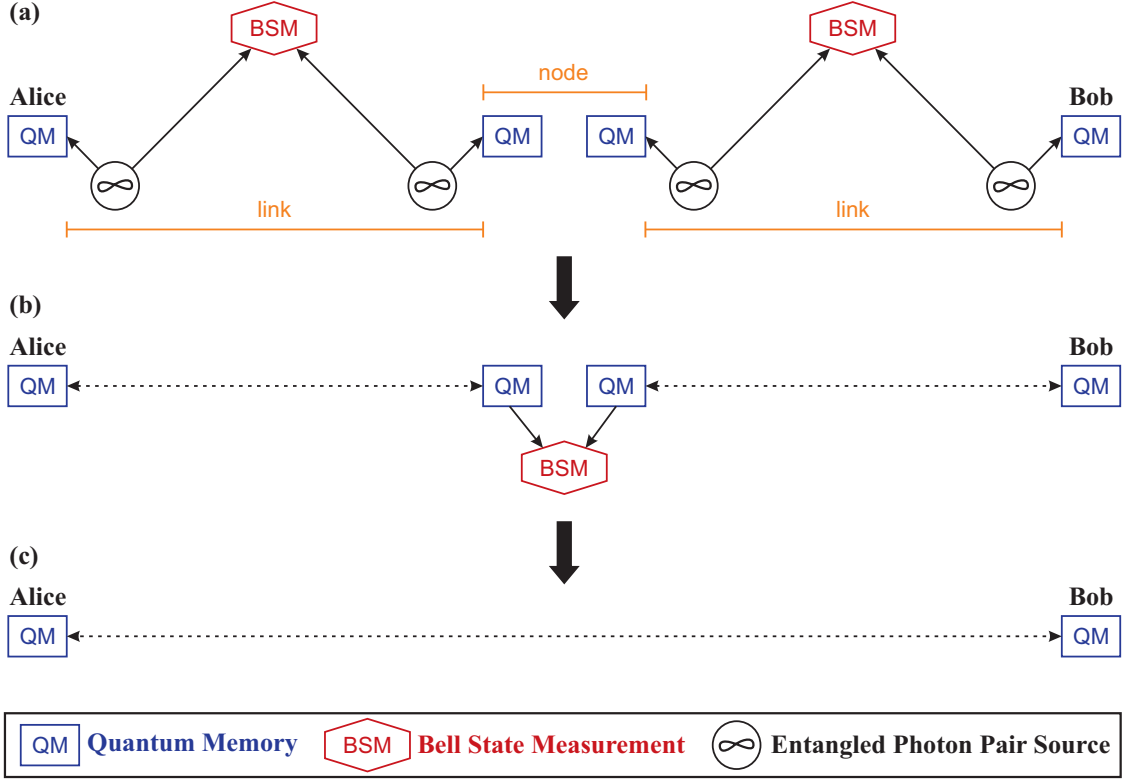 (a)
BSM
BSM
node
Alice
Bob
QM
QM
QM
QM
link
link
(b)
Alice
Bob
QM
QM
QM
QM
BSM
(c)
Alice
Bob
QM
QM
QM Quantum Memory BSM Bell State Measurement Entangled Photon Pair Source